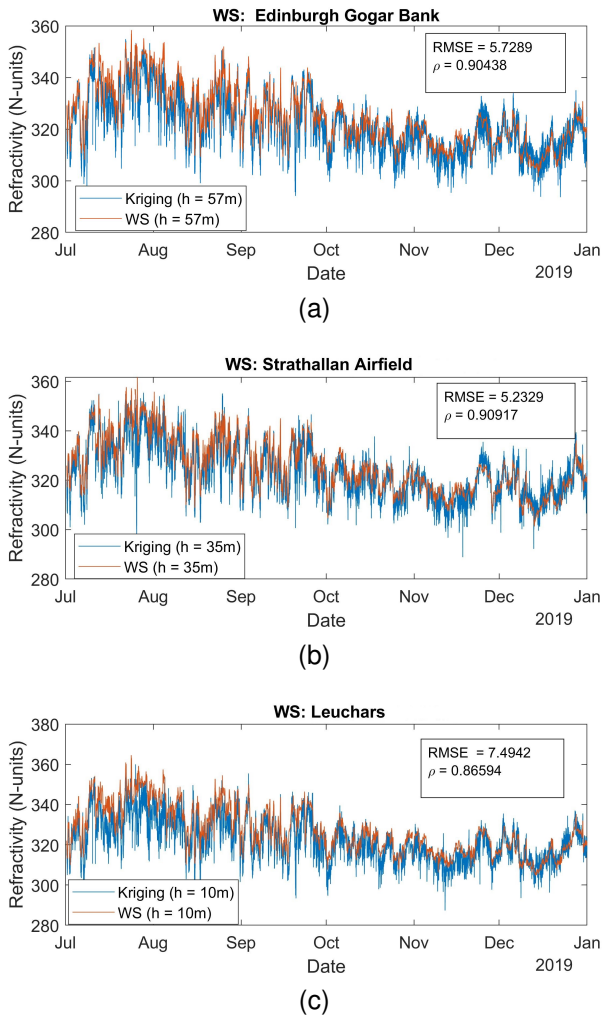 WS:  Edinburgh Gogar Bank
360
340
320
300
280
Refractivity (N-units)
RMSE = 5.7289
ρ = 0.90438
Kriging (h = 57m)
WS (h = 57m)
Jul Aug Sep Oct Nov Dec Jan
Date
2019
(a)
WS: Strathallan Airfield
360
340
320
300
280
Refractivity (N-units)
RMSE = 5.2329
ρ = 0.90917
Kriging (h = 35m)
WS (h = 35m)
Jul Aug Sep Oct Nov Dec Jan
Date
2019
(b)
WS: Leuchars
380
360
340
320
300
280
Refractivity (N-units)
RMSE  = 7.4942
ρ = 0.86594
Kriging (h = 10m)
WS (h = 10m)
Jul Aug Sep Oct Nov Dec Jan
Date
2019
(c)